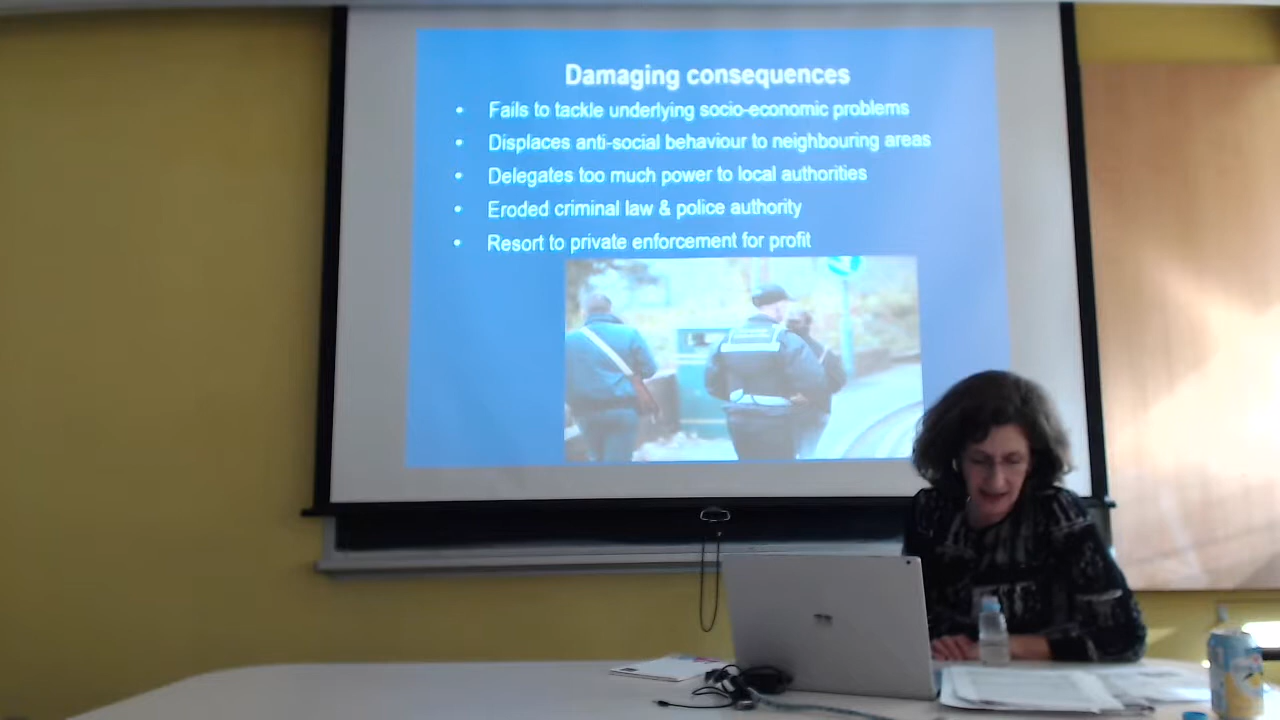 Damaging consequences
• Fails to tackle underlying socio-economic problems
• Displaces anti-social behaviour to neighbouring areas
• Delegates too much power to local authorities
• Eroded criminal law & police authority
• Resort to private enforcement for profit